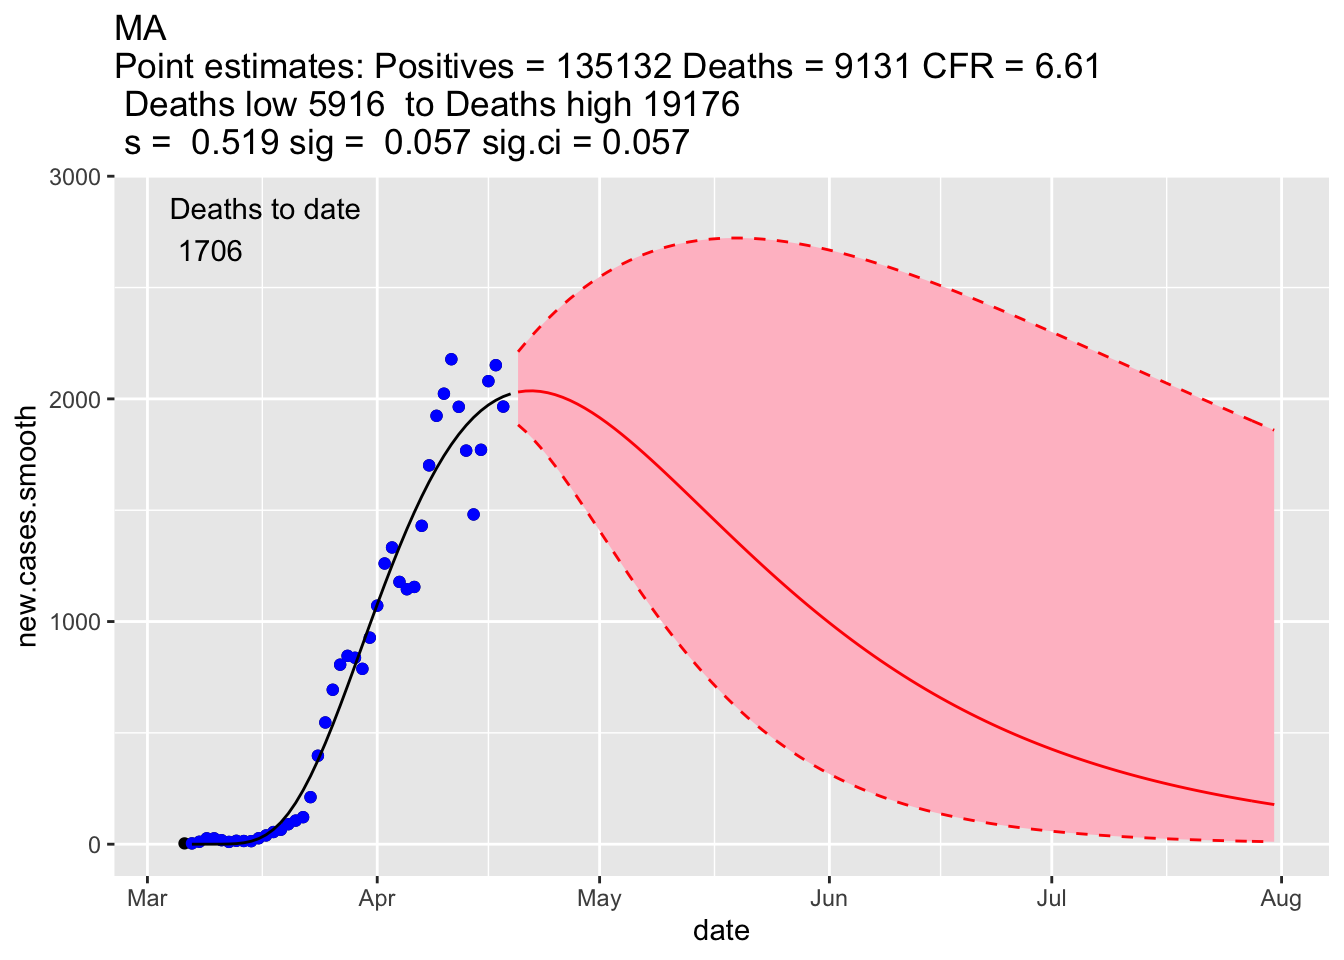 MA
Point estimates: Positives = 135132 Deaths = 9131 CFR = 6.61
Deaths low 5916  to Deaths high 19176
s =  0.519 sig =  0.057 sig.ci = 0.057
3000
Deaths to date
1706
2000
1000
0
new.cases.smooth
Mar Apr May Jun Jul Aug
date